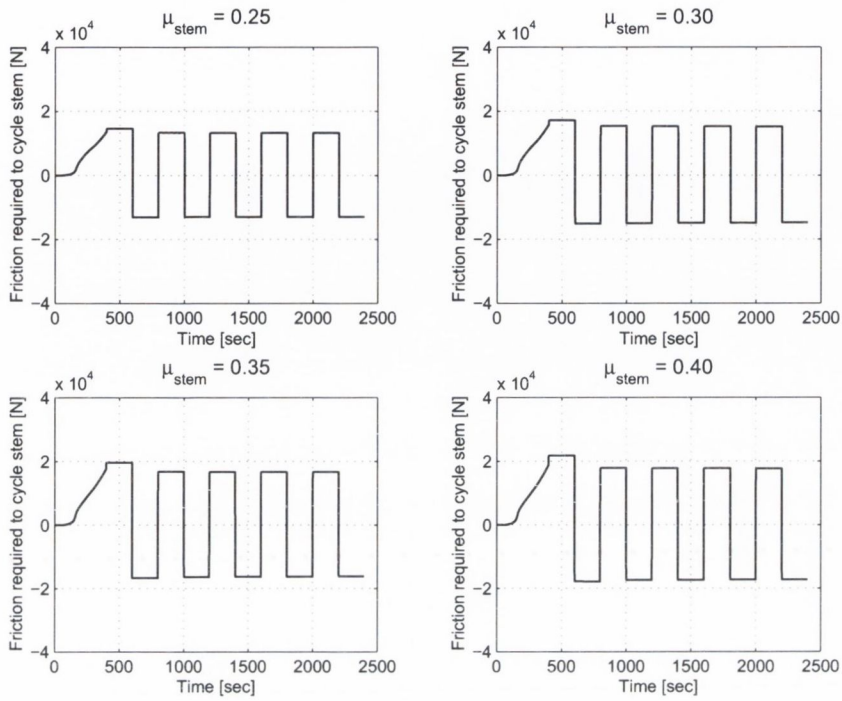 μstem = 0.25
x 10^4
Friction required to cycle stem [N]
4
2
0
−2
−4
0 500 1000 1500 2000 2500
Time [sec]
μstem = 0.30
x 10^4
Friction required to cycle stem [N]
4
2
0
−2
−4
0 500 1000 1500 2000 2500
Time [sec]
μstem = 0.35
x 10^4
Friction required to cycle stem [N]
4
2
0
−2
−4
0 500 1000 1500 2000 2500
Time [sec]
μstem = 0.40
x 10^4
Friction required to cycle stem [N]
4
2
0
−2
−4
0 500 1000 1500 2000 2500
Time [sec]